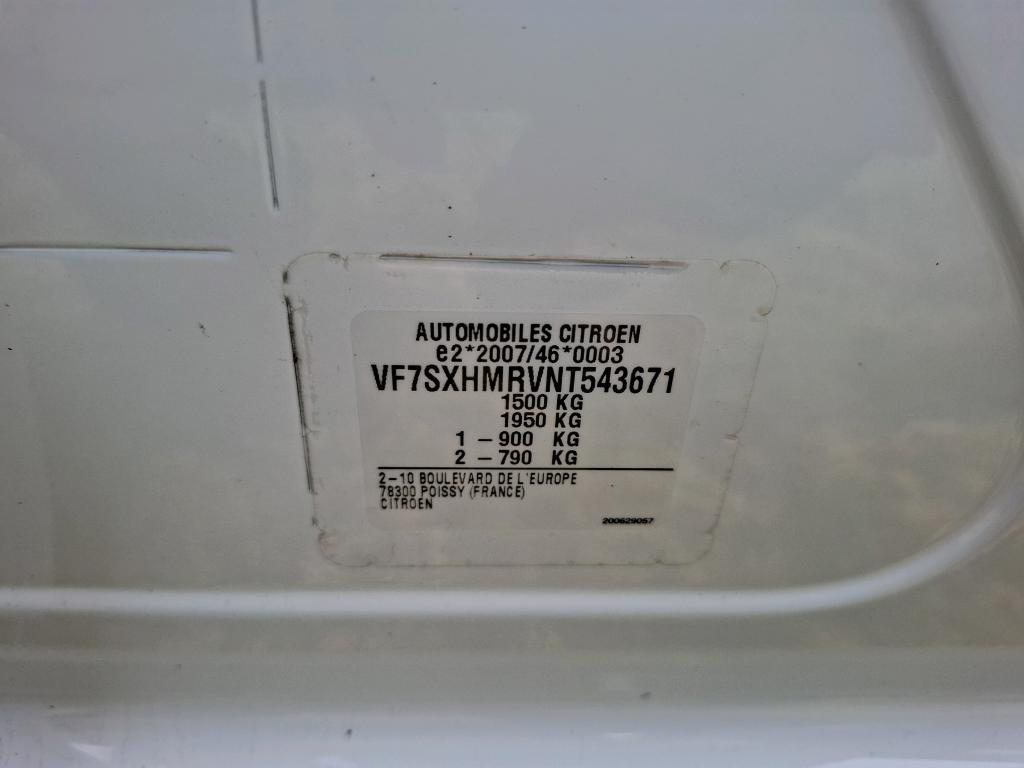 AUTOMOBILES CITROEN
e2*2007/46*0003
VF7SXHMRVNT543671
1500 KG
1950 KG
1 – 900 KG
2 – 790 KG
2–10 BOULEVARD DE L'EUROPE
78300 POISSY (FRANCE)
CITROEN
200629057